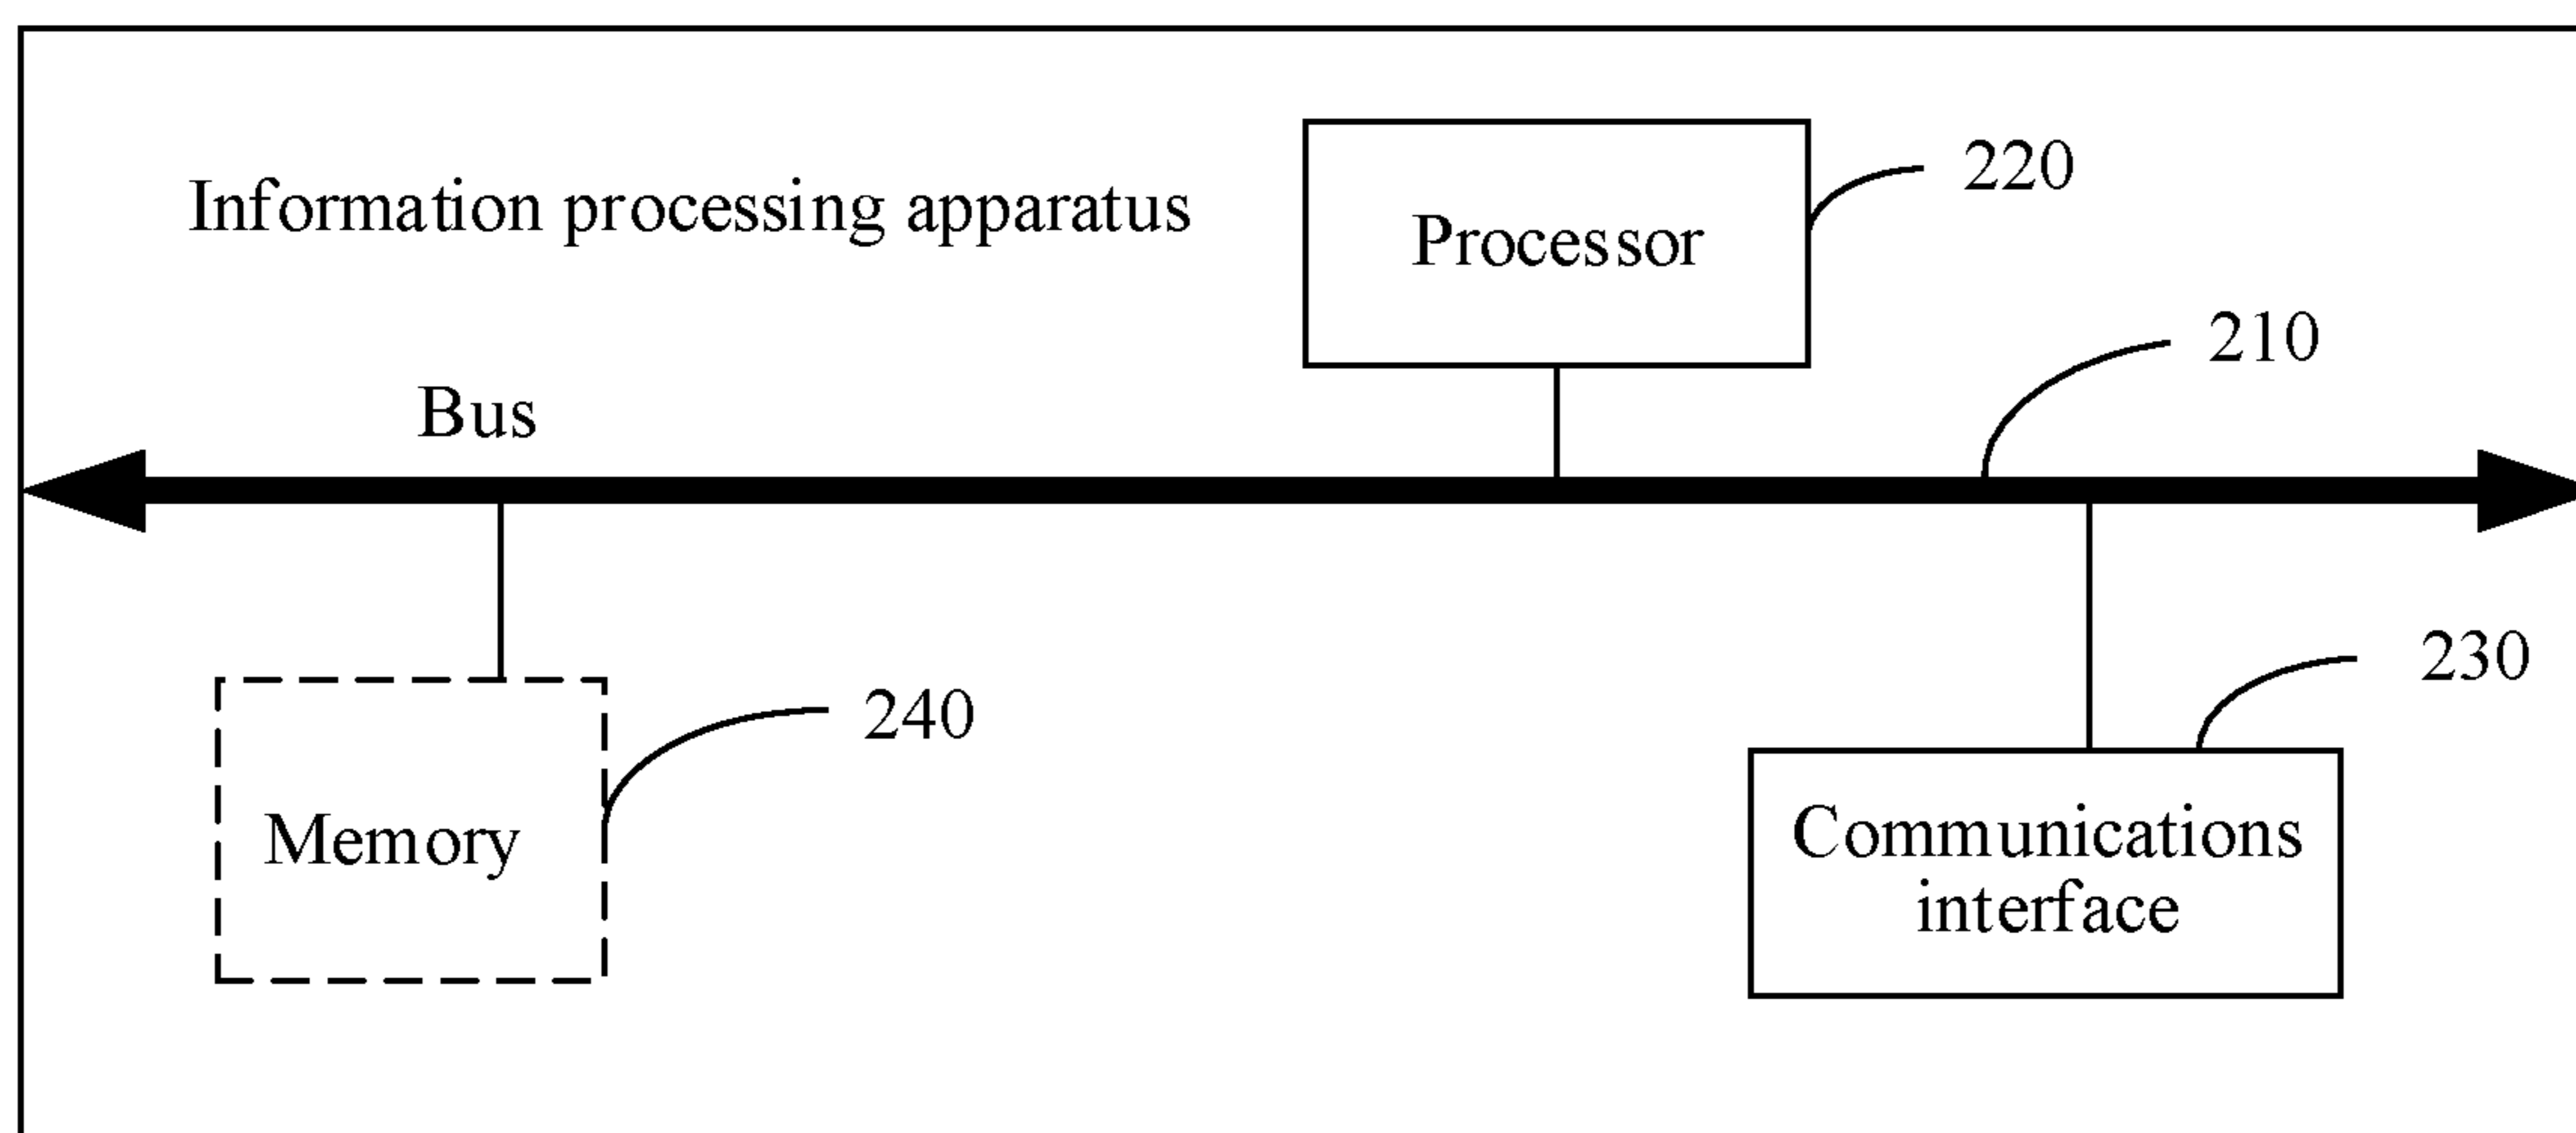 220
Information processing apparatus
Processor
210
Bus
230
240
Memory
Communications
interface